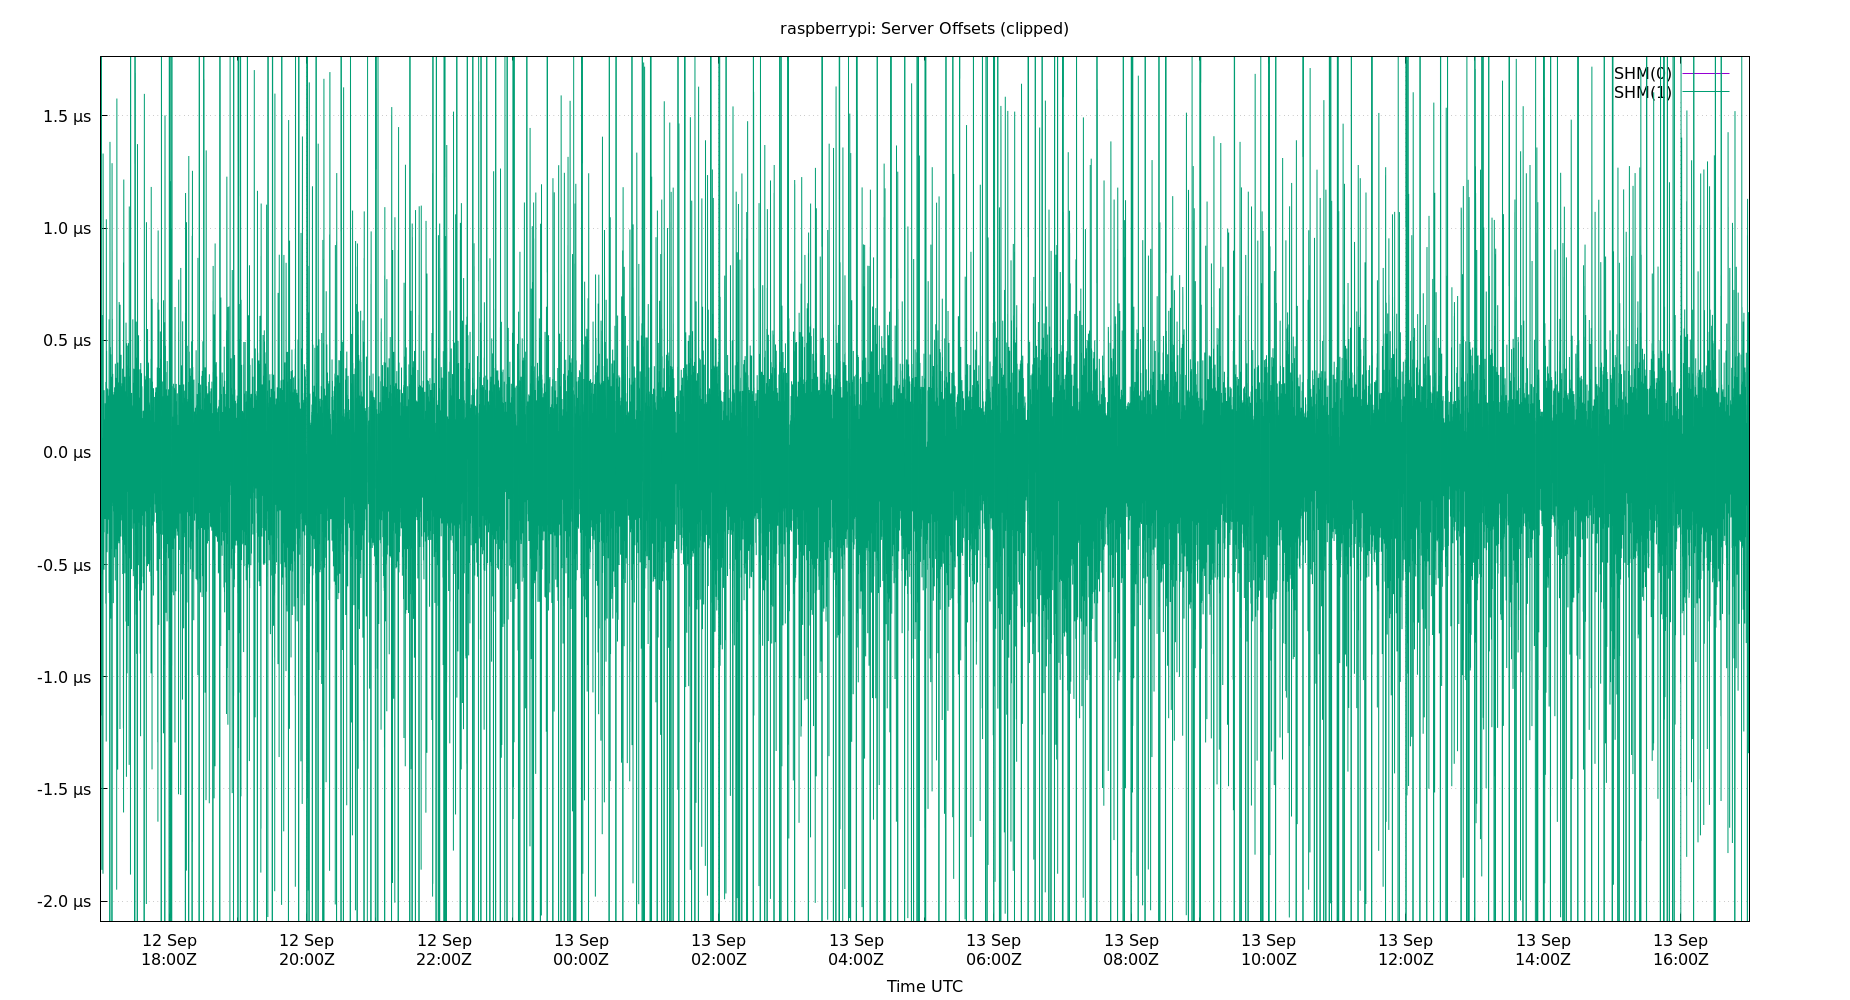 raspberrypi: Server Offsets (clipped)
SHM(0)
SHM(1)
1.5 µs
1.0 µs
0.5 µs
0.0 µs
-0.5 µs
-1.0 µs
-1.5 µs
-2.0 µs
12 Sep 12 Sep 12 Sep 13 Sep 13 Sep 13 Sep 13 Sep 13 Sep 13 Sep 13 Sep 13 Sep 13 Sep
18:00Z 20:00Z 22:00Z 00:00Z 02:00Z 04:00Z 06:00Z 08:00Z 10:00Z 12:00Z 14:00Z 16:00Z
Time UTC